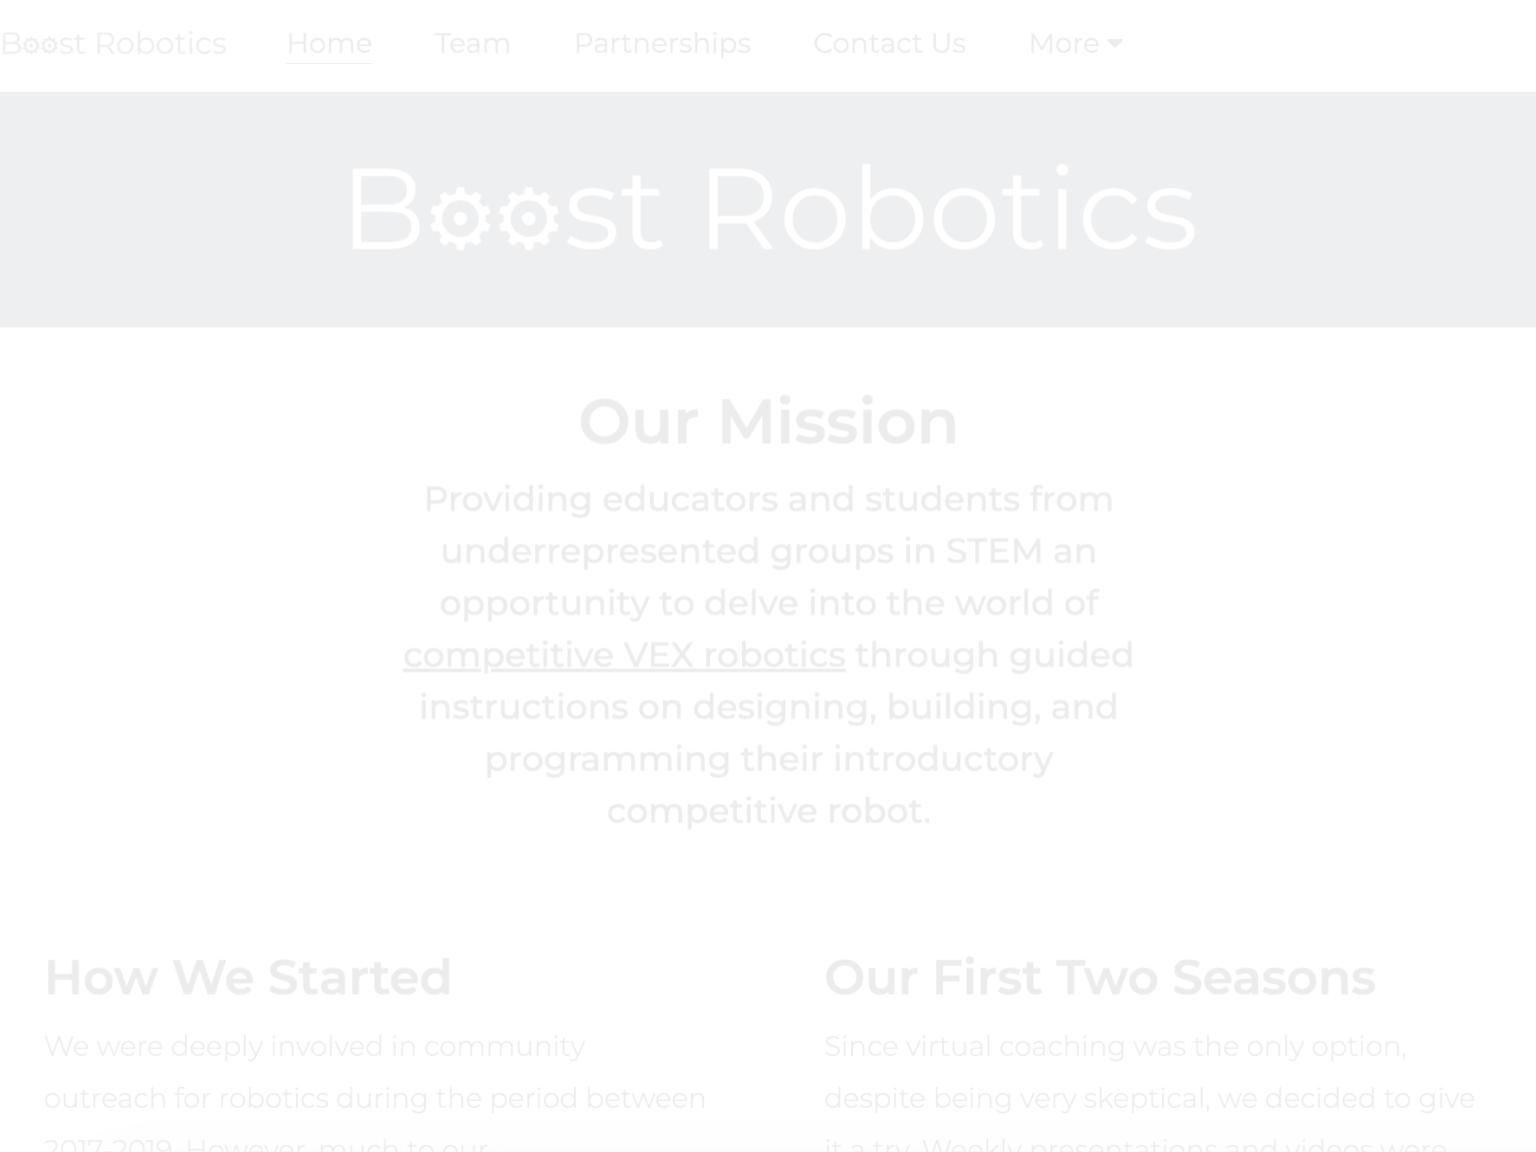 Boost Robotics
Home
Team
Partnerships
Contact Us
More
Boost Robotics
Our Mission
Providing educators and students from
underrepresented groups in STEM an
opportunity to delve into the world of
competitive VEX robotics through guided
instructions on designing, building, and
programming their introductory
competitive robot.
How We Started
We were deeply involved in community
outreach for robotics during the period between
2017-2019. However, much to our
Our First Two Seasons
Since virtual coaching was the only option,
despite being very skeptical, we decided to give
it a try. Weekly presentations and videos were